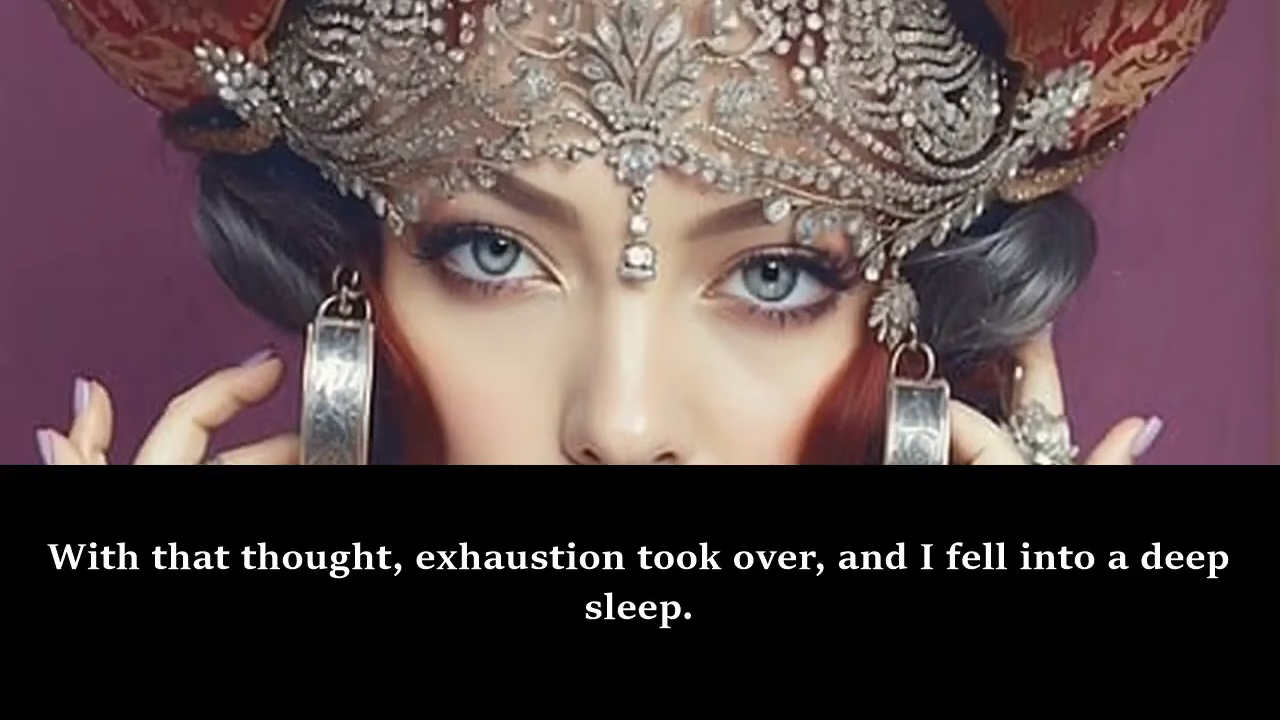 With that thought, exhaustion took over, and I fell into a deep
sleep.